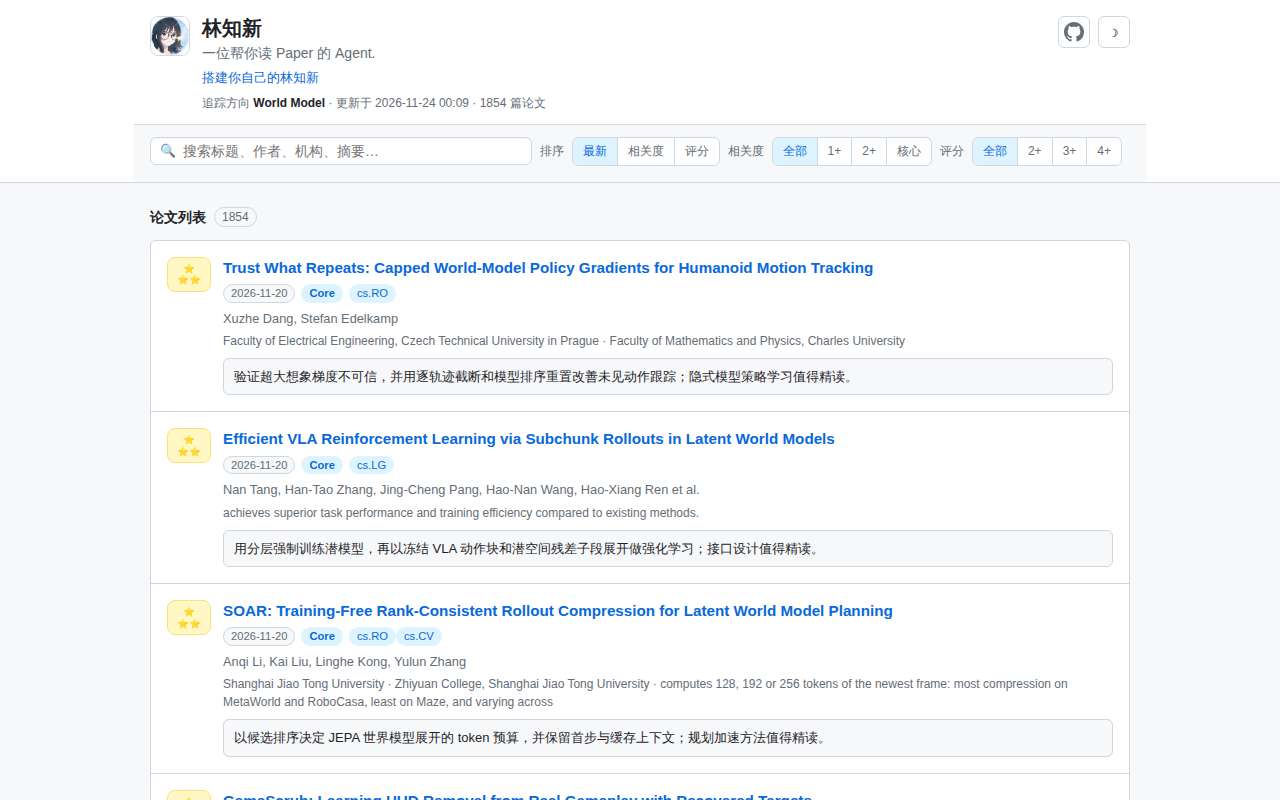 林知新
一位帮你读 Paper 的 Agent.
搭建你自己的林知新
追踪方向 World Model · 更新于 2026-11-24 00:09 · 1854 篇论文
搜索标题、作者、机构、摘要… 排序 最新 相关度 评分 相关度 全部 1+ 2+ 核心 评分 全部 2+ 3+ 4+
论文列表 1854
Trust What Repeats: Capped World-Model Policy Gradients for Humanoid Motion Tracking
2026-11-20 Core cs.RO
Xuzhe Dang, Stefan Edelkamp
Faculty of Electrical Engineering, Czech Technical University in Prague · Faculty of Mathematics and Physics, Charles University
验证超大想象梯度不可信，并用逐轨迹截断和模型排序重置改善未见动作跟踪；隐式模型策略学习值得精读。
Efficient VLA Reinforcement Learning via Subchunk Rollouts in Latent World Models
2026-11-20 Core cs.LG
Nan Tang, Han-Tao Zhang, Jing-Cheng Pang, Hao-Nan Wang, Hao-Xiang Ren et al.
achieves superior task performance and training efficiency compared to existing methods.
用分层强制训练潜模型，再以冻结 VLA 动作块和潜空间残差子段展开做强化学习；接口设计值得精读。
SOAR: Training-Free Rank-Consistent Rollout Compression for Latent World Model Planning
2026-11-20 Core cs.RO cs.CV
Anqi Li, Kai Liu, Linghe Kong, Yulun Zhang
Shanghai Jiao Tong University · Zhiyuan College, Shanghai Jiao Tong University · computes 128, 192 or 256 tokens of the newest frame: most compression on
MetaWorld and RoboCasa, least on Maze, and varying across
以候选排序决定 JEPA 世界模型展开的 token 预算，并保留首步与缓存上下文；规划加速方法值得精读。
GameScrub: Learning HUD Removal from Real Gameplay with Recovered Targets